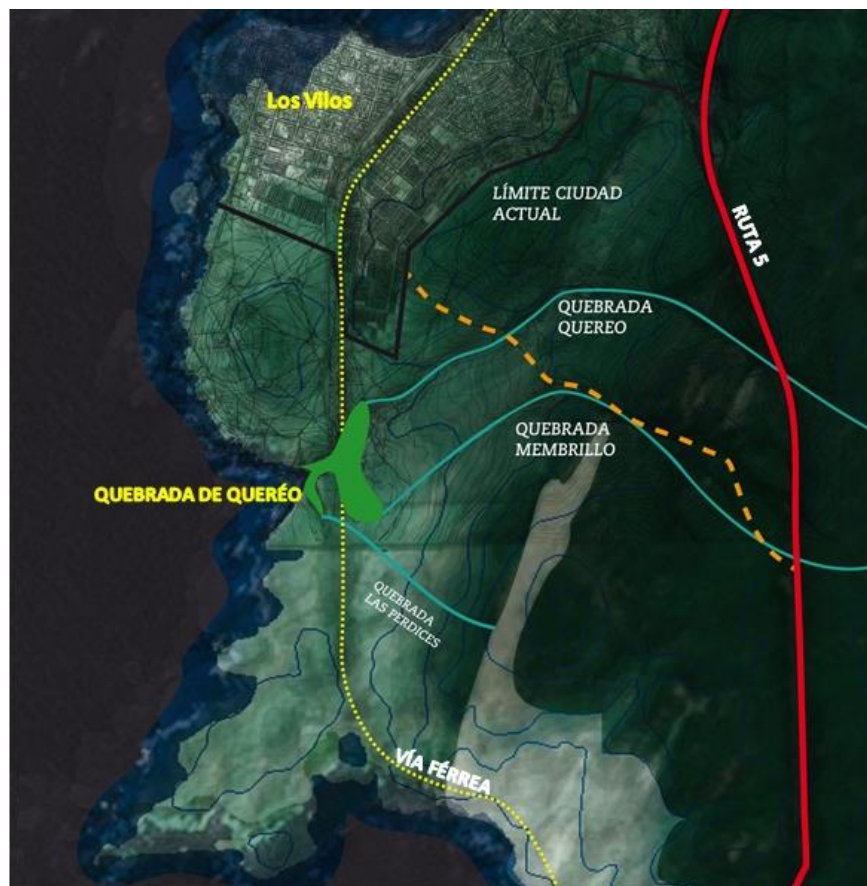 Los Vilos
LÍMITE CIUDAD
ACTUAL
RUTA 5
QUEBRADA
QUEREO
QUEBRADA
MEMBRILLO
QUEBRADA DE QUERÉO
QUEBRADA
LAS PERDICES
VÍA FÉRREA